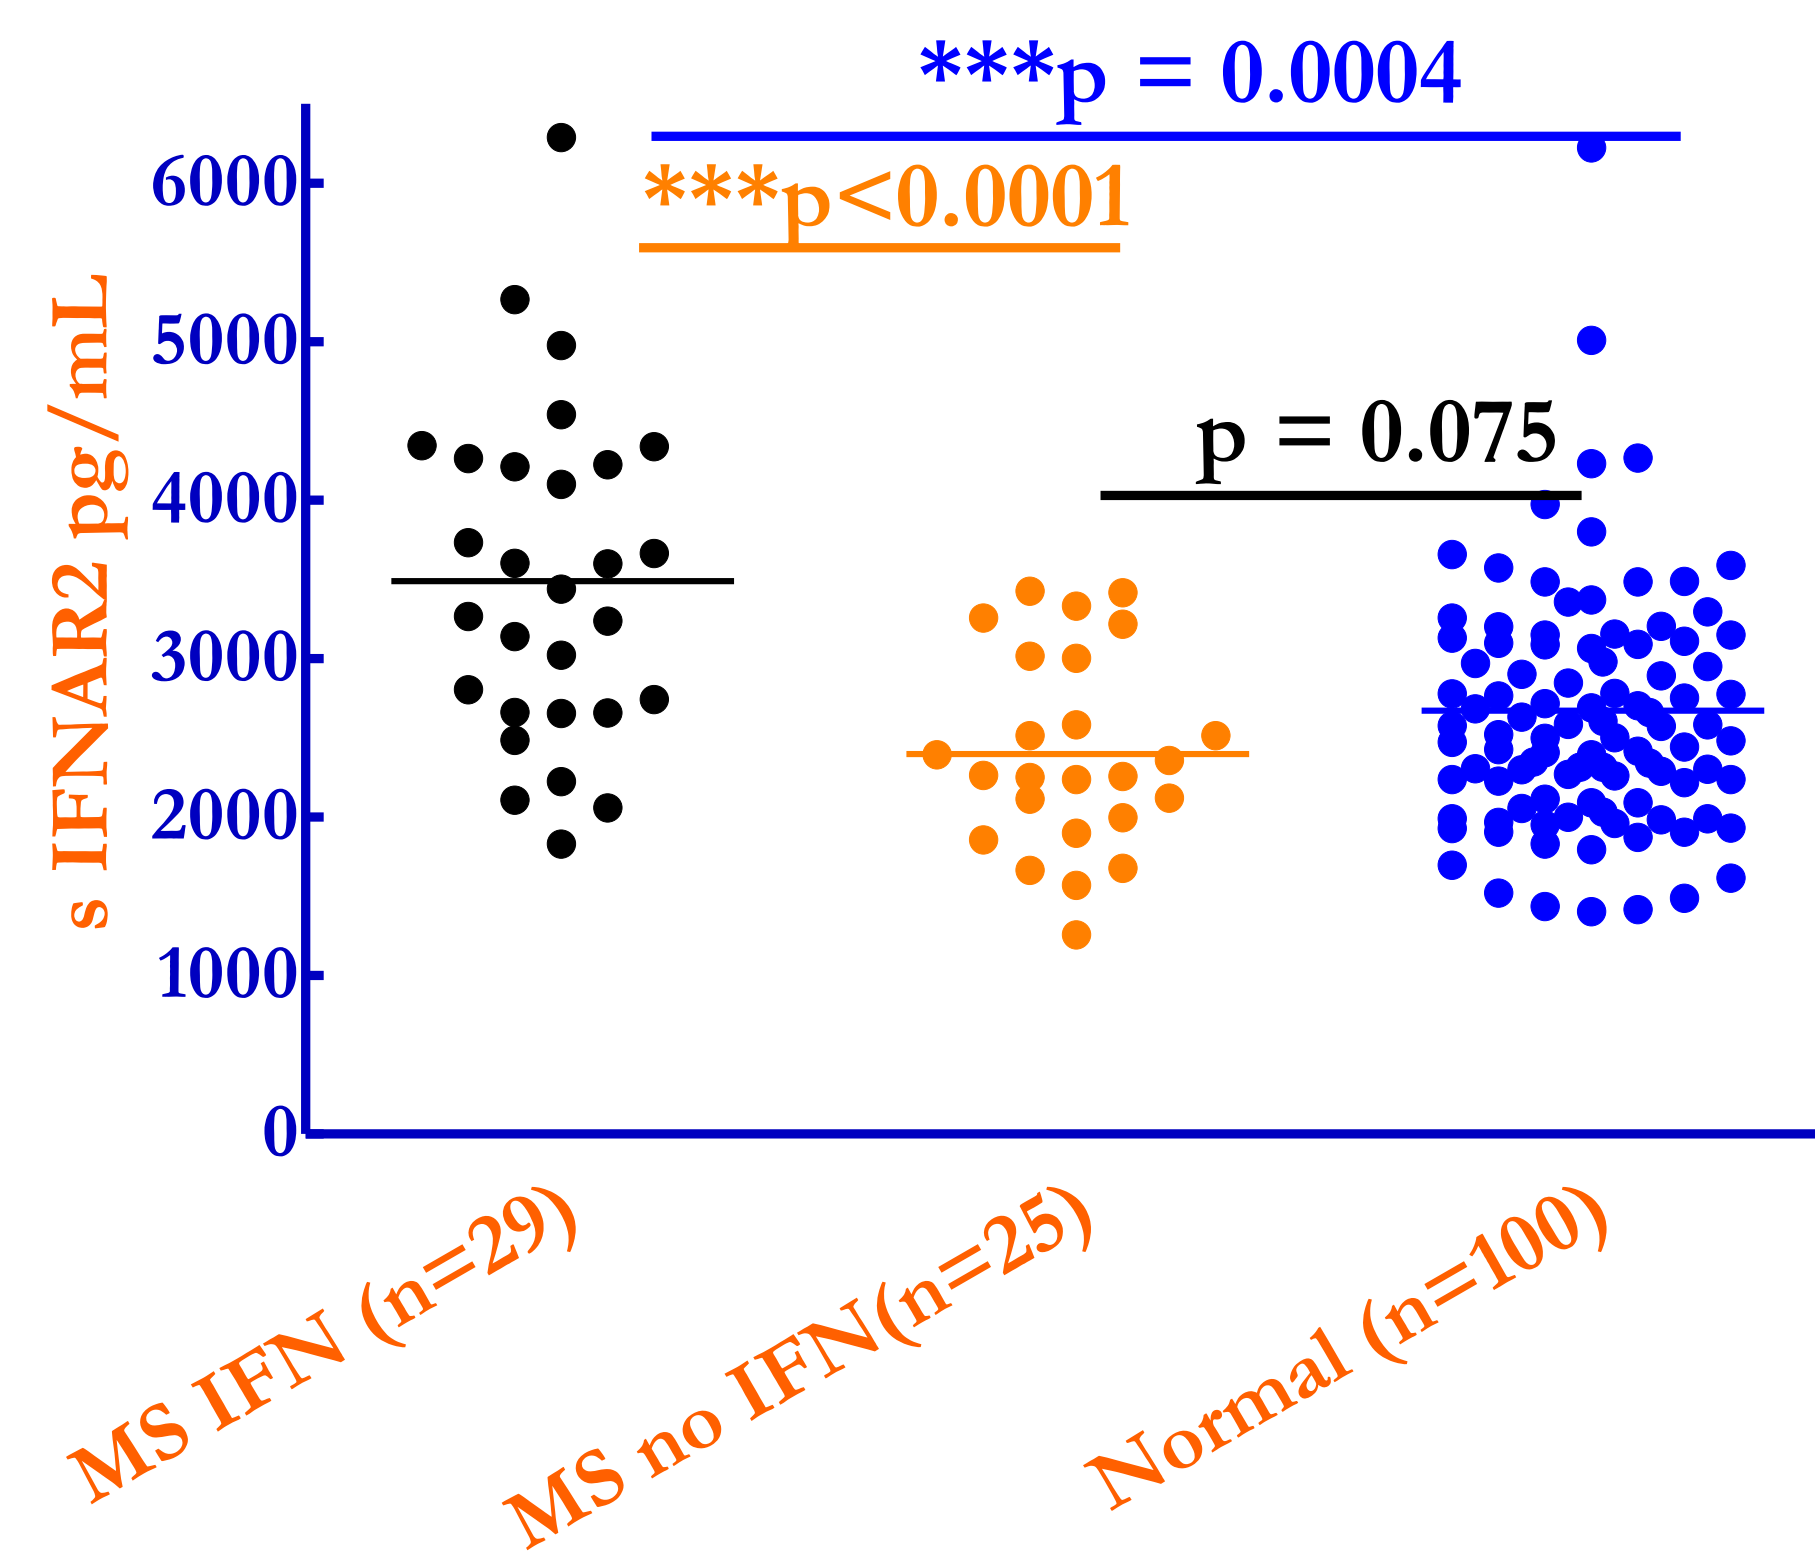 ***p = 0.0004
***p<0.0001
p = 0.075
s IFNAR2 pg/mL
6000
5000
4000
3000
2000
1000
0
MS IFN (n=29)
MS no IFN(n=25)
Normal (n=100)